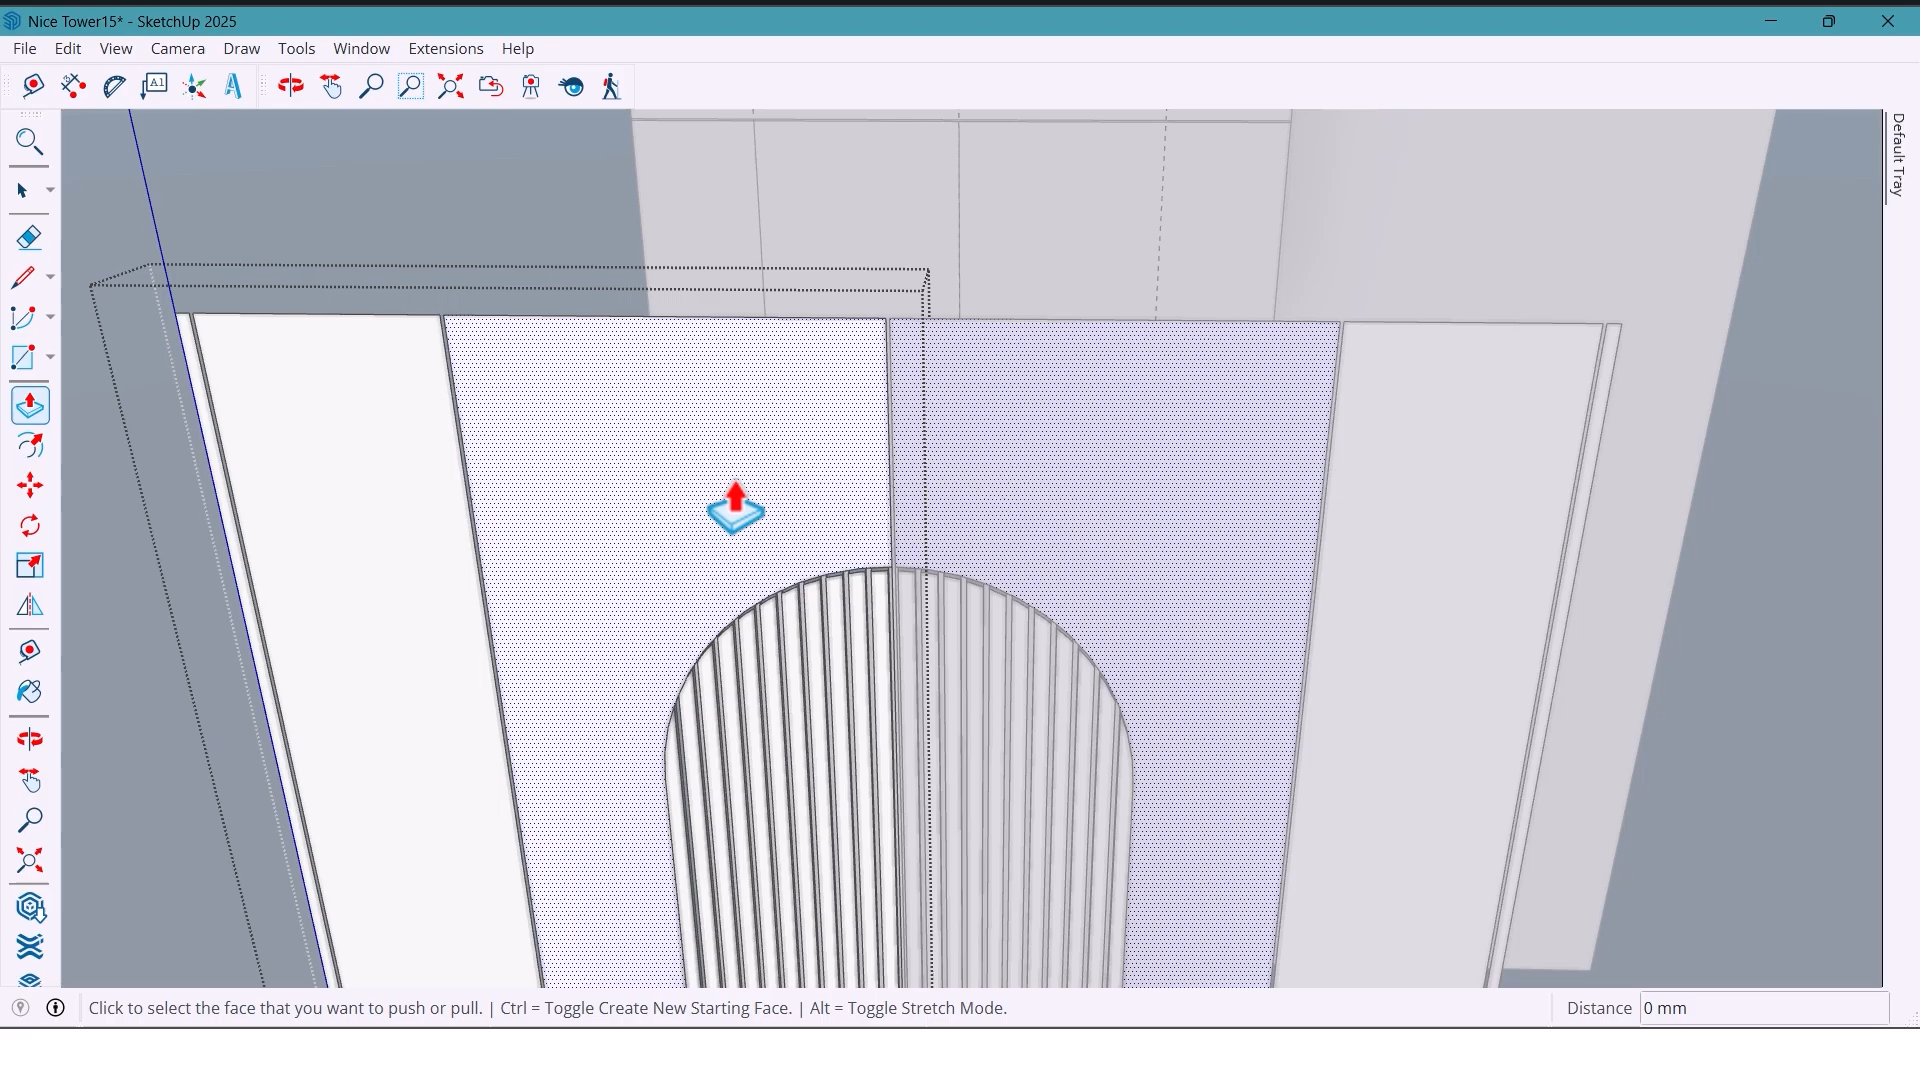 Nice Tower15* - SketchUp 2025
File Edit View Camera Draw Tools Window Extensions Help
A1
Default Tray
Click to select the face that you want to push or pull. | Ctrl = Toggle Create New Starting Face. | Alt = Toggle Stretch Mode.
Distance 0 mm